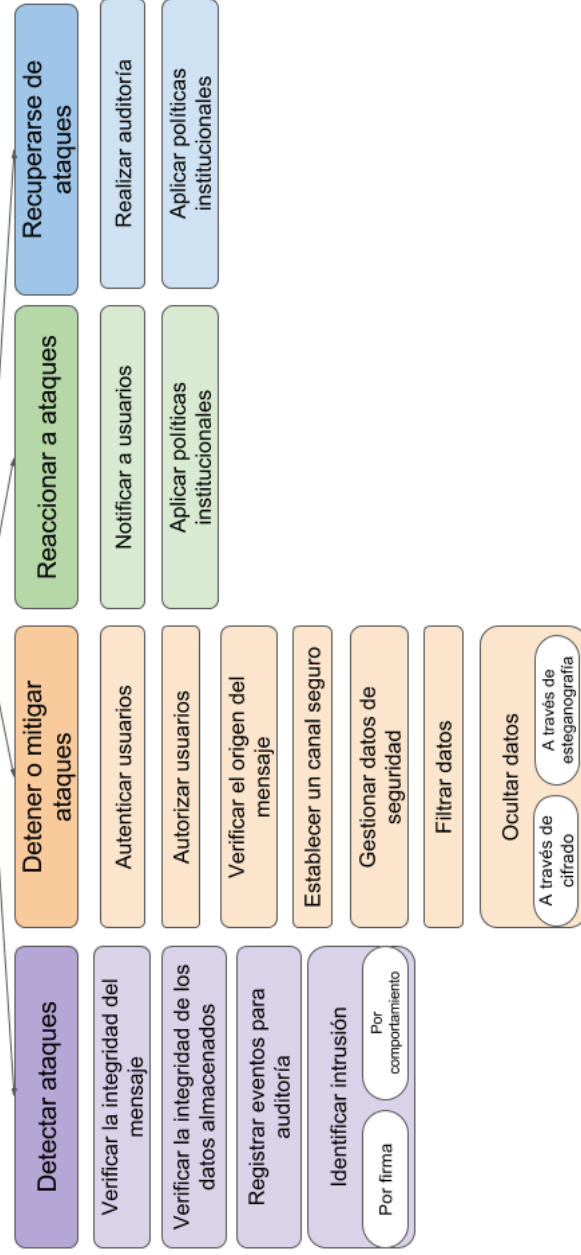 Detectar ataques
Verificar la integridad del
mensaje
Verificar la integridad de los
datos almacenados
Registrar eventos para
auditoría
Identificar intrusión
Por firma
Por
comportamiento
Detener o mitigar
ataques
Autenticar usuarios
Autorizar usuarios
Verificar el origen del
mensaje
Establecer un canal seguro
Gestionar datos de
seguridad
Filtrar datos
Ocultar datos
A través de
cifrado
A través de
esteganografía
Reaccionar a ataques
Notificar a usuarios
Aplicar políticas
institucionales
Recuperarse de
ataques
Realizar auditoría
Aplicar políticas
institucionales